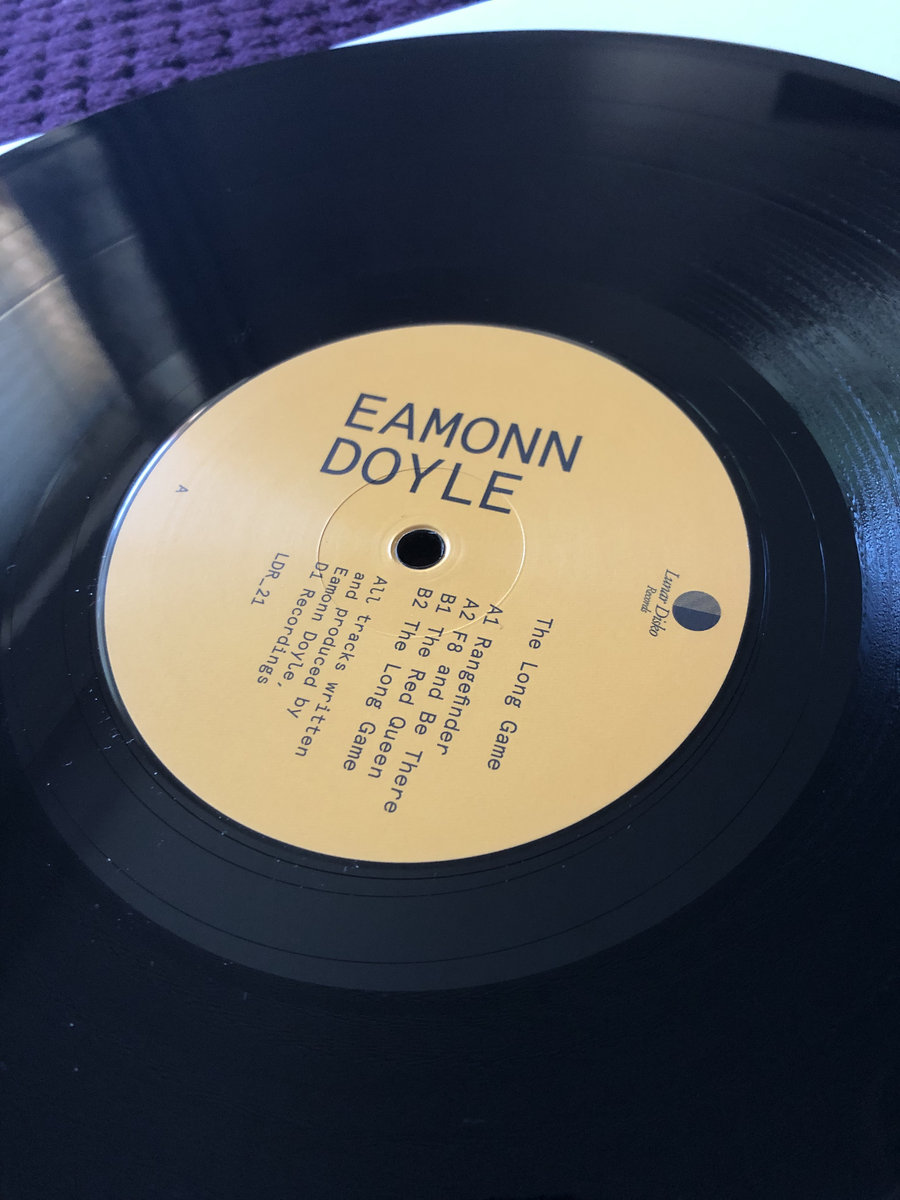 EAMONN
DOYLE
Lunar Disko
Records
The Long Game
A1 Rangefinder
A2 F8 and Be There
B1 The Red Queen
B2 The Long Game
All tracks written
and produced by
Eamonn Doyle,
D1 Recordings
LDR_21
A